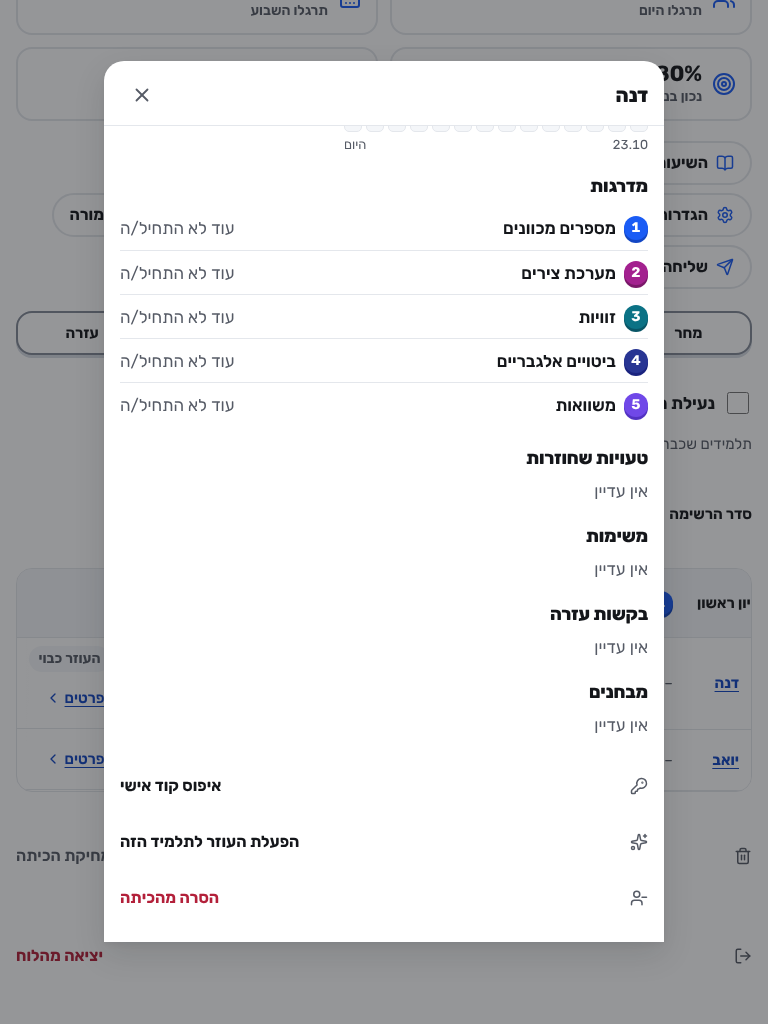 תרגלו היום
תרגלו השבוע
דנה
נכון
השיעור
הגדרות
מורה
שליחה
מחר
עזרה
נעילת
תלמידים שכבר
סדר הרשימה
23.10
היום
מדרגות
1 מספרים מכוונים
עוד לא התחיל/ה
2 מערכת צירים
עוד לא התחיל/ה
3 זוויות
עוד לא התחיל/ה
4 ביטויים אלגבריים
עוד לא התחיל/ה
5 משוואות
עוד לא התחיל/ה
טעויות שחוזרות
אין עדיין
משימות
אין עדיין
בקשות עזרה
אין עדיין
מבחנים
אין עדיין
איפוס קוד אישי
הפעלת העוזר לתלמיד הזה
הסרה מהכיתה
יון ראשון
דנה
–
העוזר כבוי
פרטים
יואב
–
פרטים
מחיקת הכיתה
יציאה מהלוח